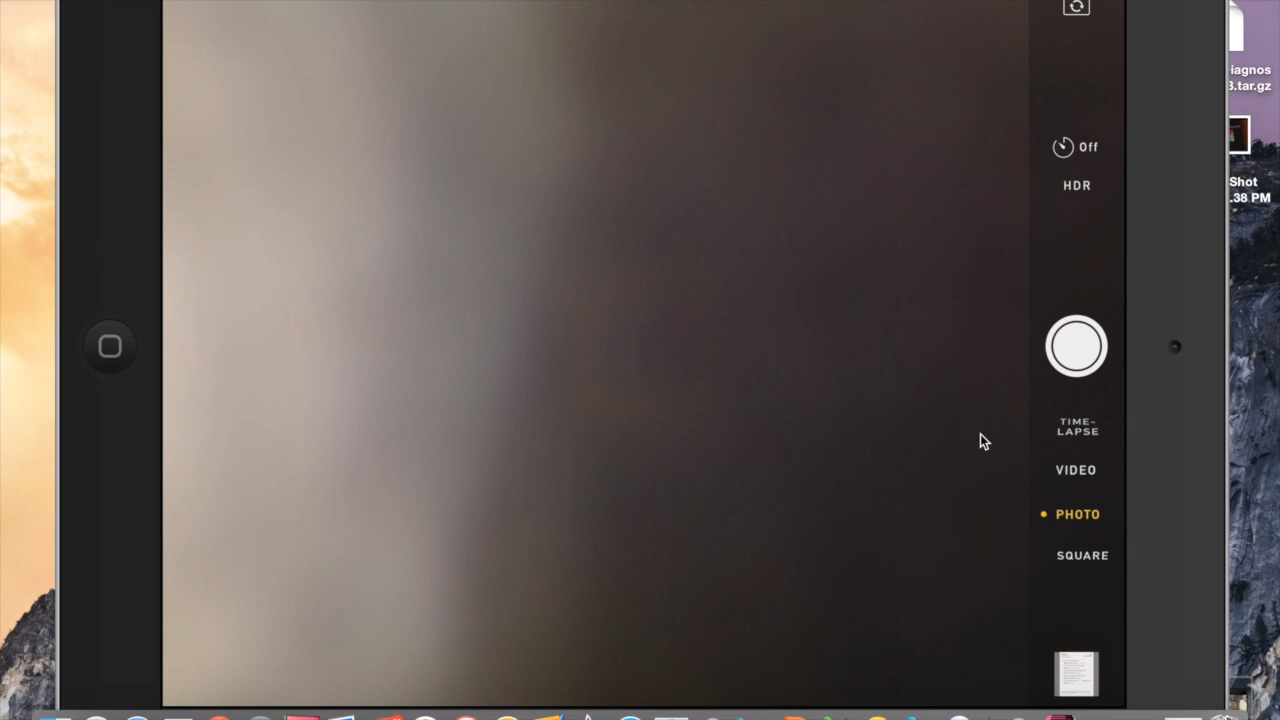 iagnos
.tar.gz
Off
HDR
Shot
.38 PM
TIME-
LAPSE
VIDEO
PHOTO
SQUARE